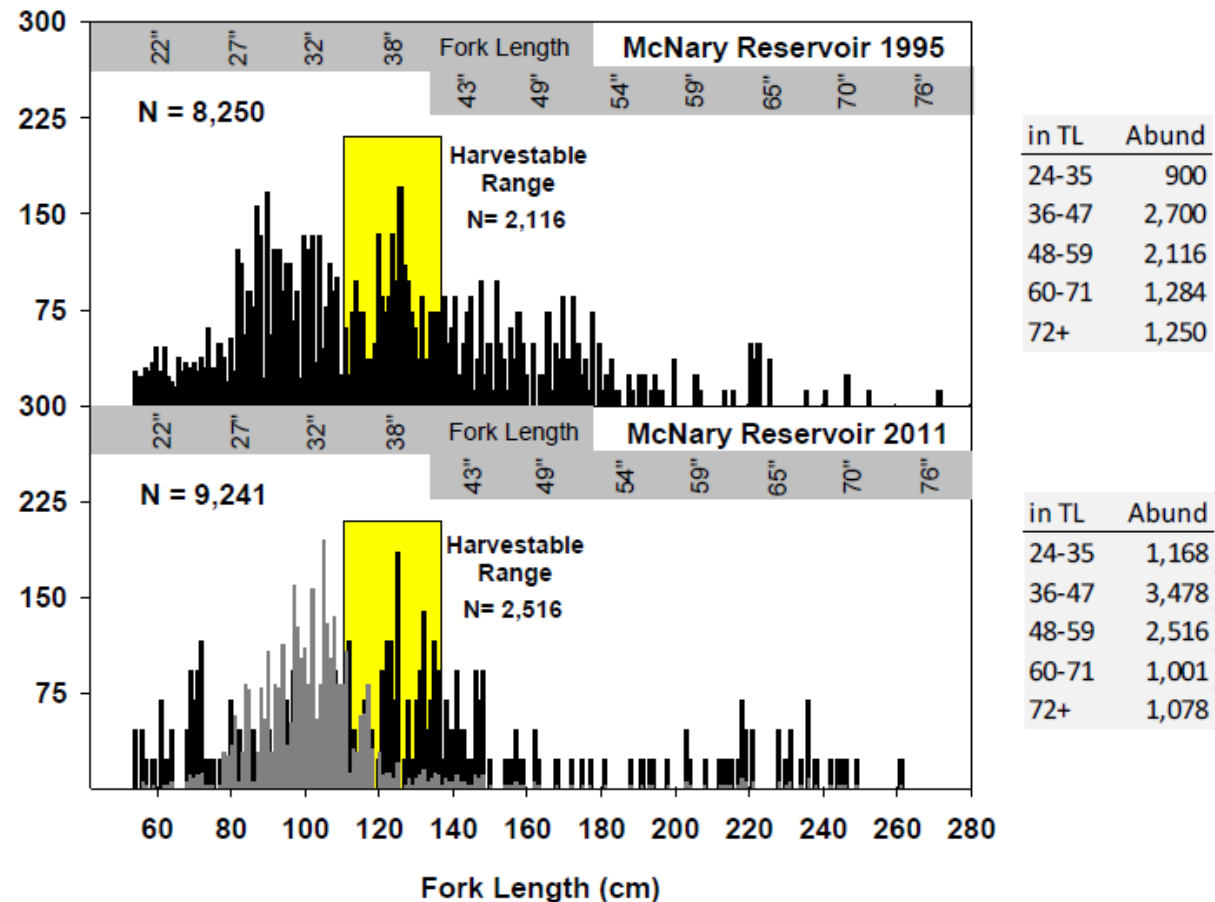 300
22" 27" 32" 38" Fork Length McNary Reservoir 1995
43" 49" 54" 59" 65" 70" 76"
N = 8,250
225
Harvestable
Range
N= 2,116
150
75
in TL Abund
24-35 900
36-47 2,700
48-59 2,116
60-71 1,284
72+ 1,250
300
22" 27" 32" 38" Fork Length McNary Reservoir 2011
43" 49" 54" 59" 65" 70" 76"
N = 9,241
225
Harvestable
Range
N= 2,516
150
75
in TL Abund
24-35 1,168
36-47 3,478
48-59 2,516
60-71 1,001
72+ 1,078
60 80 100 120 140 160 180 200 220 240 260 280
Fork Length (cm)